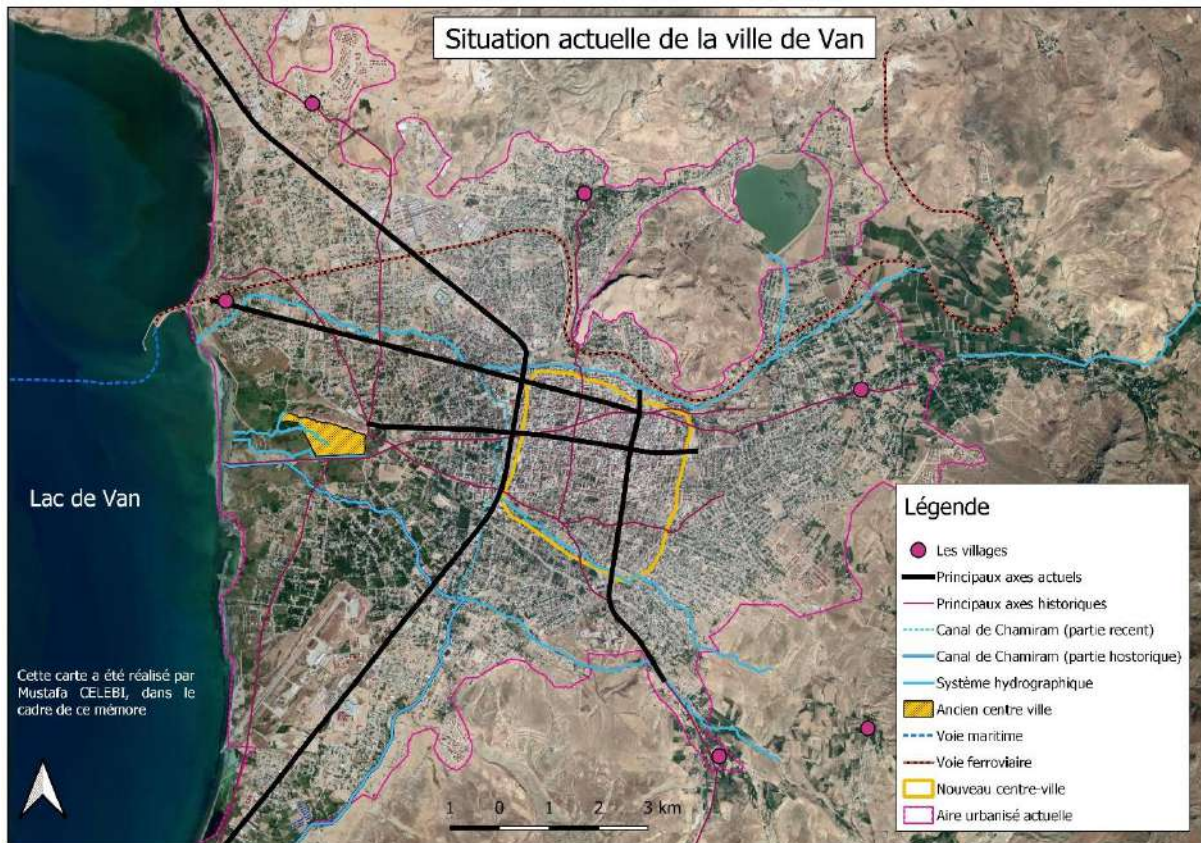 Situation actuelle de la ville de Van
Lac de Van
Cette carte a été réalisé par
Mustafa CELEBI, dans le
cadre de ce mémore
1 0 1 2 3 km
Légende
Les villages
Principaux axes actuels
Principaux axes historiques
Canal de Chamiram (partie recent)
Canal de Chamiram (partie hostorique)
Système hydrographique
Ancien centre ville
Voie maritime
Voie ferroviaire
Nouveau centre-ville
Aire urbanisé actuelle